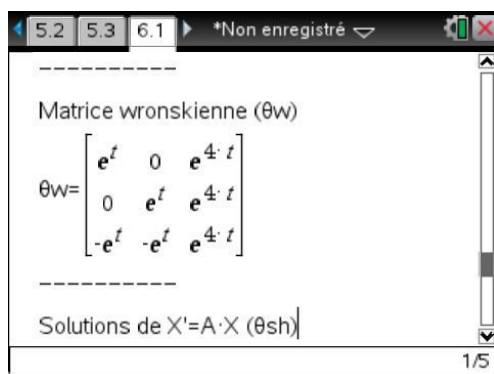 5.2 5.3 6.1 *Non enregistré
----------
Matrice wronskienne (θw)
e^t 0 e^4·t
θw= 0 e^t e^4·t
-e^t -e^t e^4·t
----------
Solutions de X'=A·X (θsh)
1/5